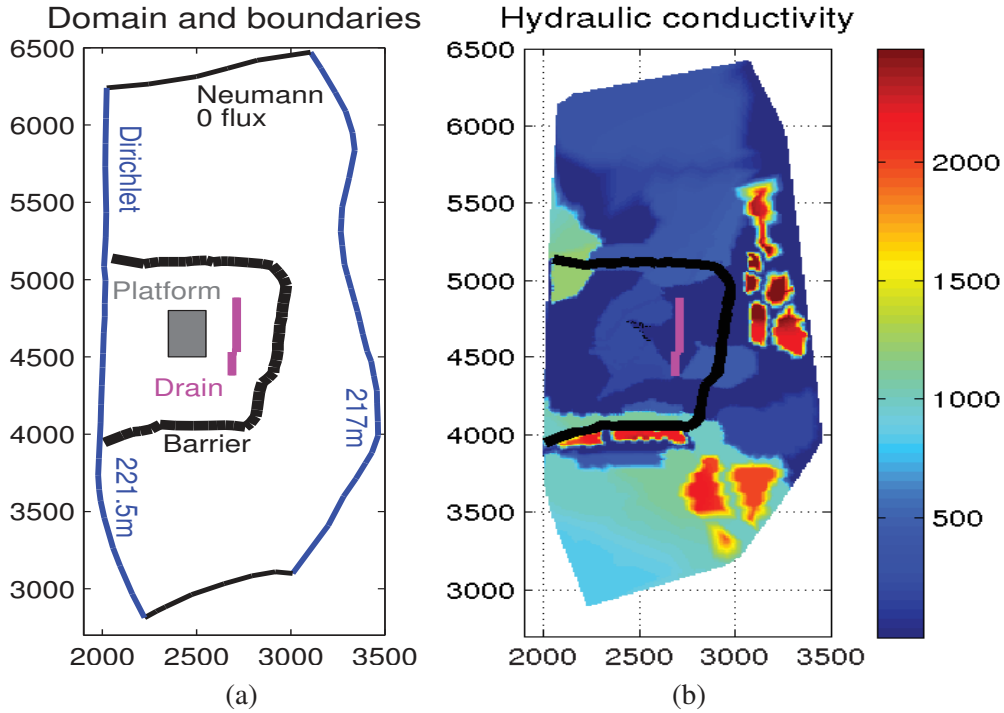 Domain and boundaries
6500
6000
5500
5000
4500
4000
3500
3000
2000 2500 3000 3500
Neumann
0 flux
Dirichlet
Platform
Drain
Barrier
217m
221.5m
(a)
Hydraulic conductivity
6500
6000
5500
5000
4500
4000
3500
3000
2000 2500 3000 3500
2000
1500
1000
500
(b)